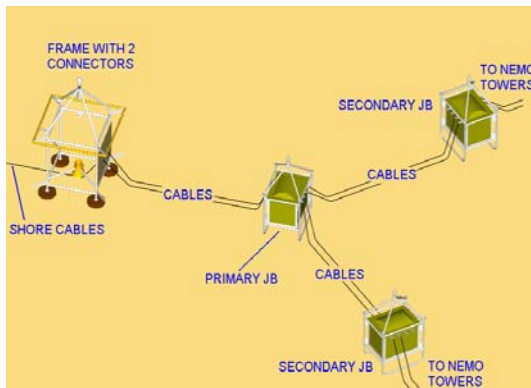 FRAME WITH 2
CONNECTORS
TO NEMO
TOWERS
SECONDARY JB
CABLES
CABLES
SHORE CABLES
PRIMARY JB
CABLES
SECONDARY JB
TO NEMO
TOWERS